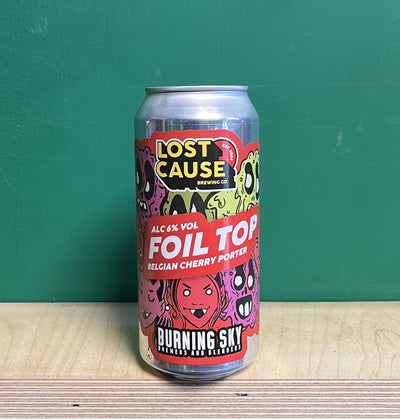 LOST
CAUSE
BREWING CO
ALC 6% VOL
FOIL TOP
BELGIAN CHERRY PORTER
BURNING SKY
BREWERS AND BLENDERS